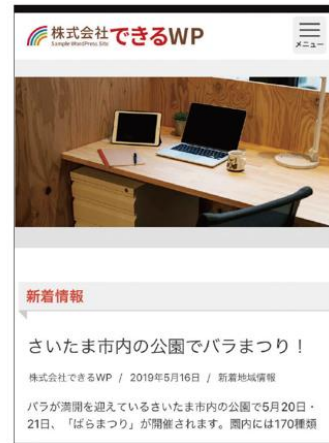 株式会社できるWP
Sample WordPress Site
メニュー
新着情報
さいたま市内の公園でバラまつり！
株式会社できるWP / 2019年5月16日 / 新着地域情報
バラが満開を迎えているさいたま市内の公園で5月20日・
21日、「ばらまつり」が開催されます。園内には170種類